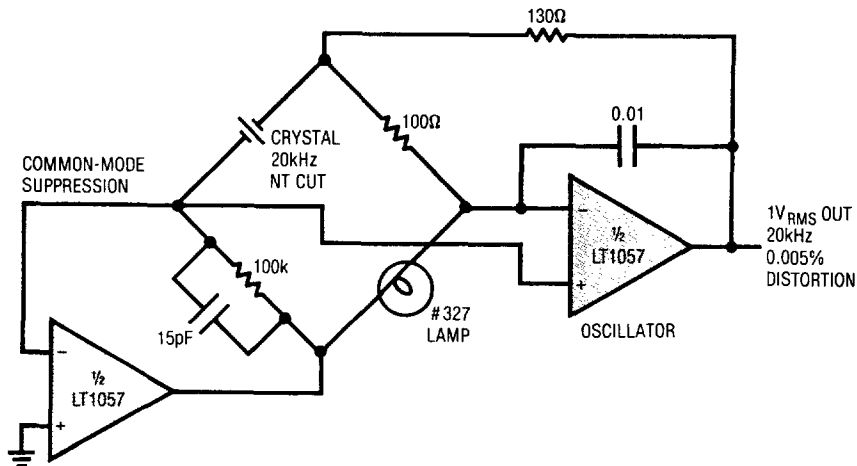 130Ω
0.01
100Ω
CRYSTAL
20kHz
NT CUT
COMMON-MODE
SUPPRESSION
−
½
LT1057
+
1VRMS OUT
20kHz
0.005%
DISTORTION
100k
15pF
#327
LAMP
OSCILLATOR
−
½
LT1057
+